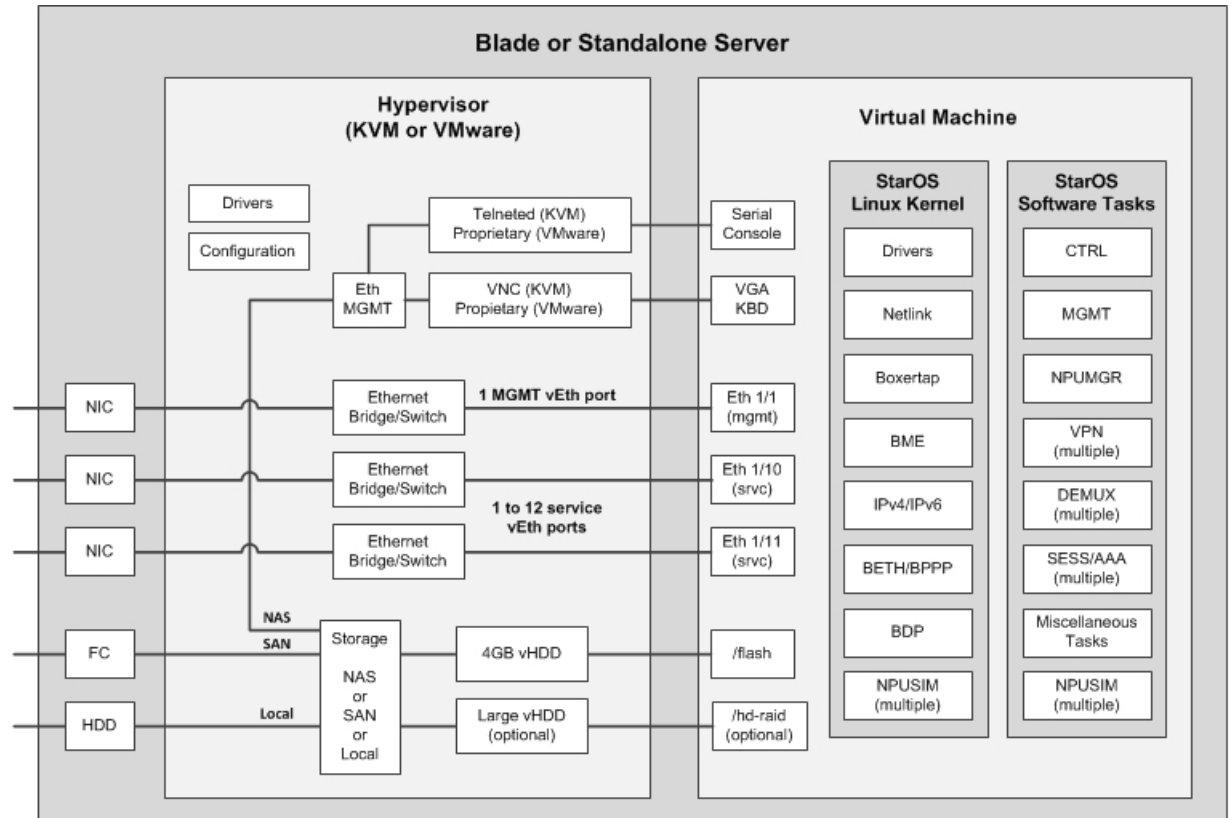 Blade or Standalone Server
Hypervisor
(KVM or VMware)
Drivers
Configuration
Telneted (KVM)
Proprietary (VMware)
Eth
MGMT
VNC (KVM)
Propietary (VMware)
NIC
Ethernet
Bridge/Switch
1 MGMT vEth port
NIC
Ethernet
Bridge/Switch
1 to 12 service
vEth ports
NIC
Ethernet
Bridge/Switch
NAS
SAN
FC
Storage
NAS
or
SAN
or
Local
4GB vHDD
Local
HDD
Large vHDD
(optional)
Virtual Machine
Serial
Console
VGA
KBD
Eth 1/1
(mgmt)
Eth 1/10
(srvc)
Eth 1/11
(srvc)
/flash
/hd-raid
(optional)
StarOS
Linux Kernel
Drivers
Netlink
Boxertap
BME
IPv4/IPv6
BETH/BPPP
BDP
NPUSIM
(multiple)
StarOS
Software Tasks
CTRL
MGMT
NPUMGR
VPN
(multiple)
DEMUX
(multiple)
SESS/AAA
(multiple)
Miscellaneous
Tasks
NPUSIM
(multiple)